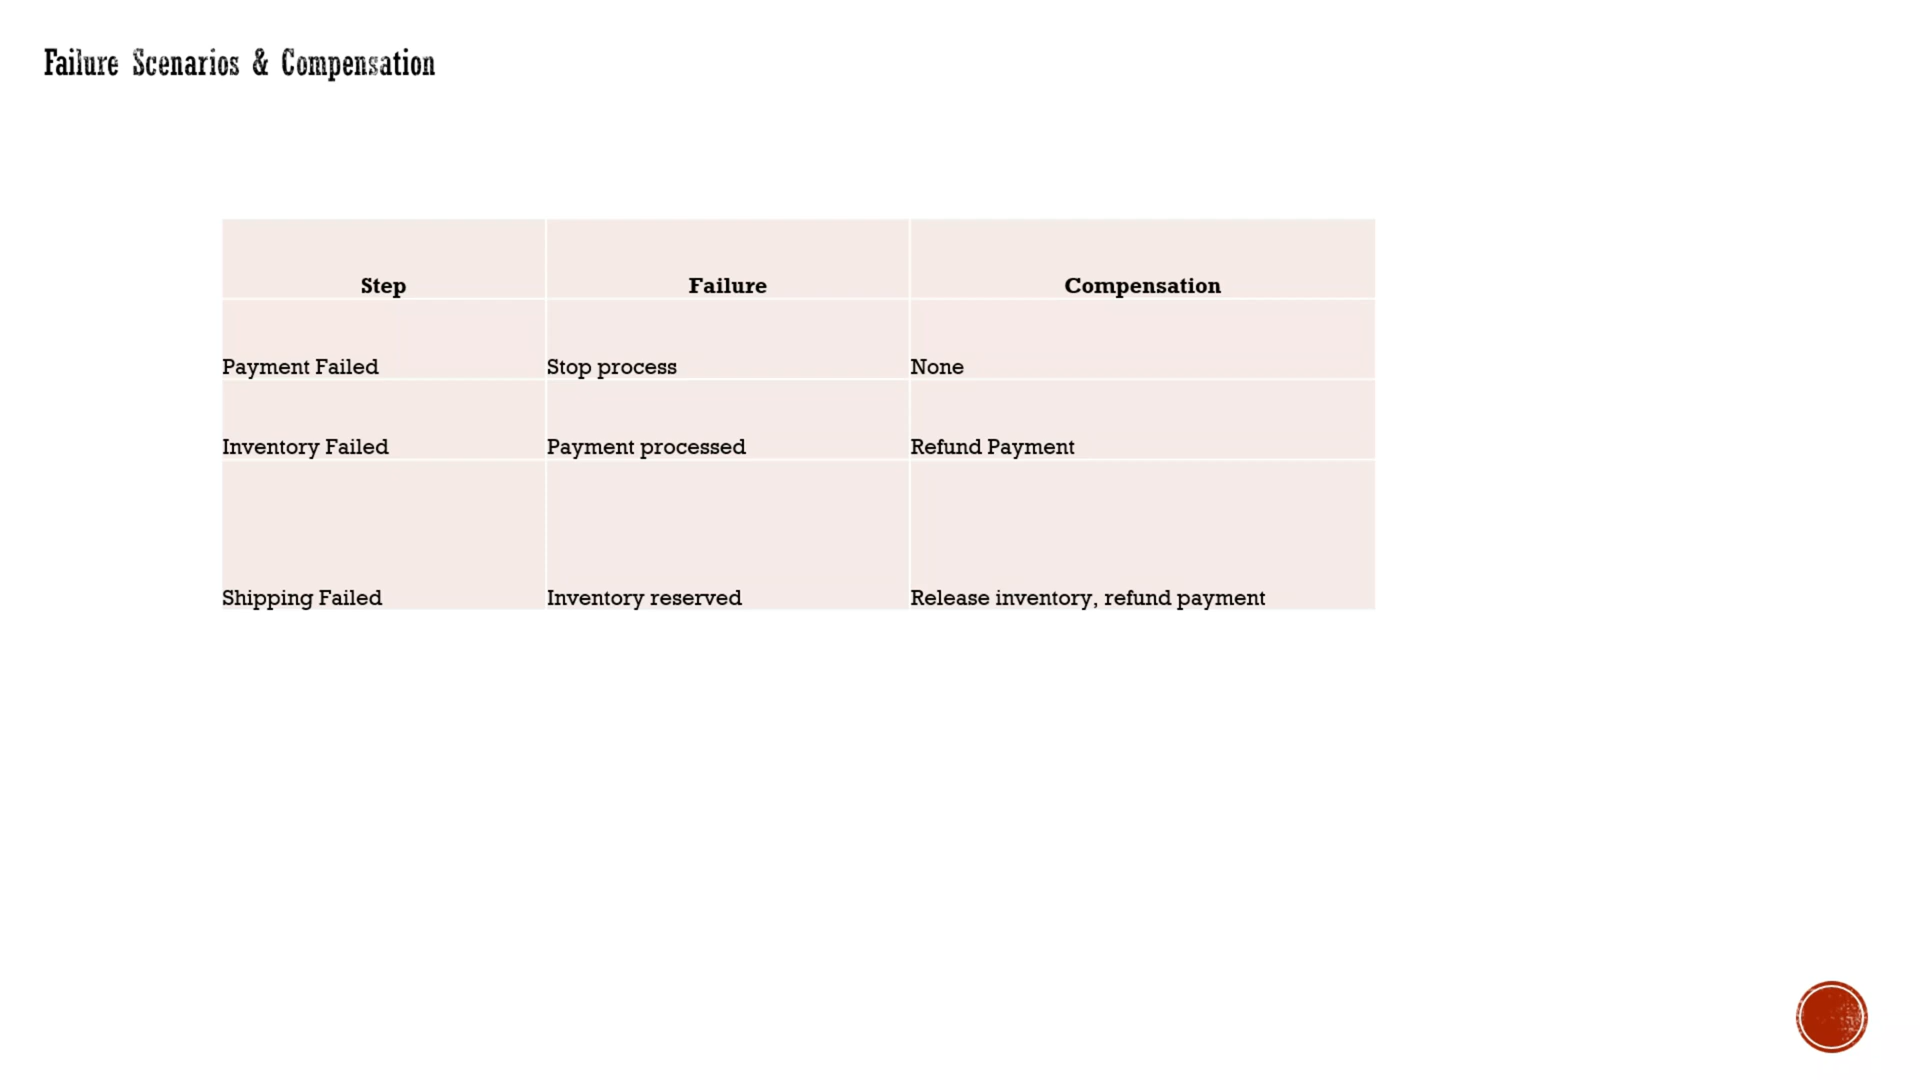 Failure Scenarios & Compensation
Step Failure Compensation
Payment Failed Stop process None
Inventory Failed Payment processed Refund Payment
Shipping Failed Inventory reserved Release inventory, refund payment